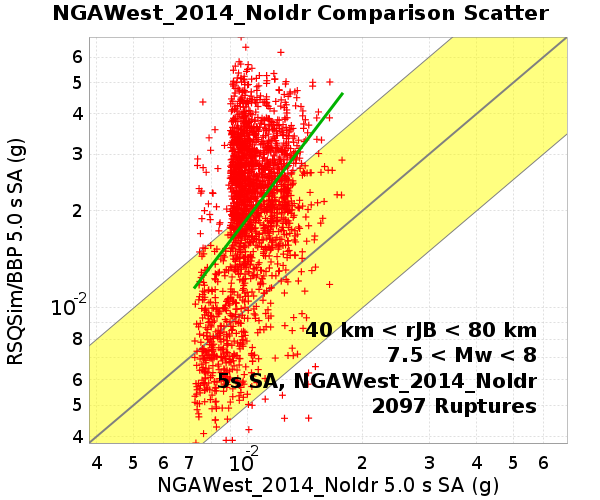 NGAWest_2014_NoIdr Comparison Scatter
RSQSim/BBP 5.0 s SA (g)
6
5
4
3
2
10-2
8
6
5
4
40 km < rJB < 80 km
7.5 < Mw < 8
5s SA, NGAWest_2014_NoIdr
2097 Ruptures
4 5 6 7 10-2 2 3 4 5 6
NGAWest_2014_NoIdr 5.0 s SA (g)